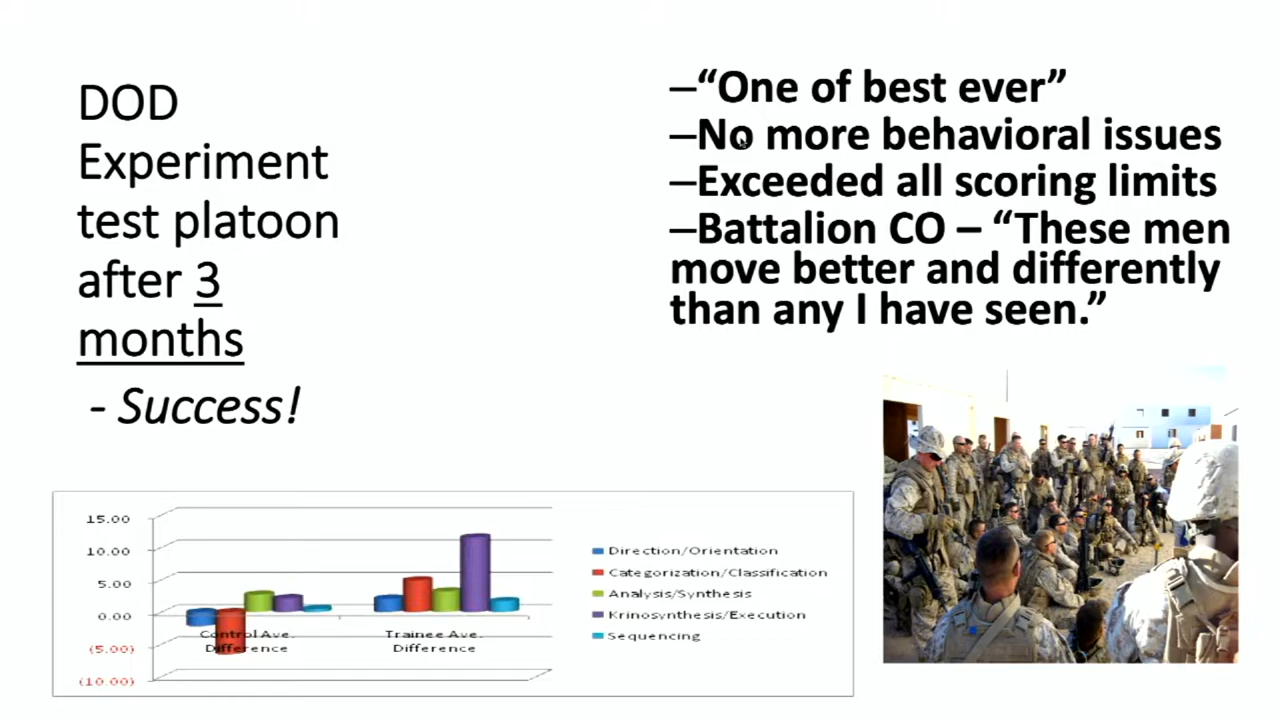 DOD
Experiment
test platoon
after 3
months
- Success!
–“One of best ever”
–No more behavioral issues
–Exceeded all scoring limits
–Battalion CO – “These men
move better and differently
than any I have seen.”
15.00
10.00
5.00
0.00
(5.00)
(10.00)
Control Ave.
Difference
Trainee Ave.
Difference
Direction/Orientation
Categorization/Classification
Analysis/Synthesis
Krinosynthesis/Execution
Sequencing